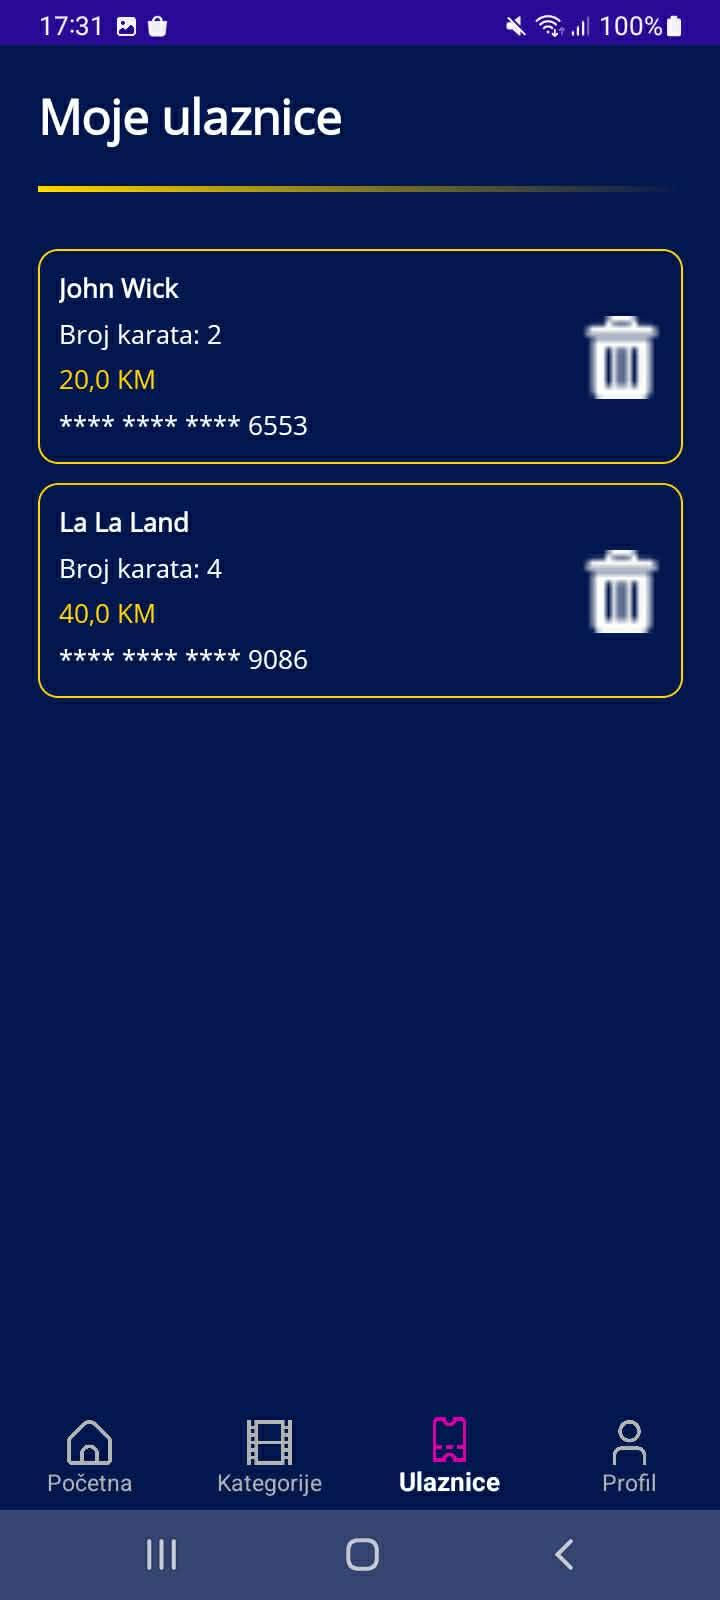 17:31 100%
Moje ulaznice
John Wick
Broj karata: 2
20,0 KM
**** **** **** 6553
La La Land
Broj karata: 4
40,0 KM
**** **** **** 9086
Početna Kategorije Ulaznice Profil